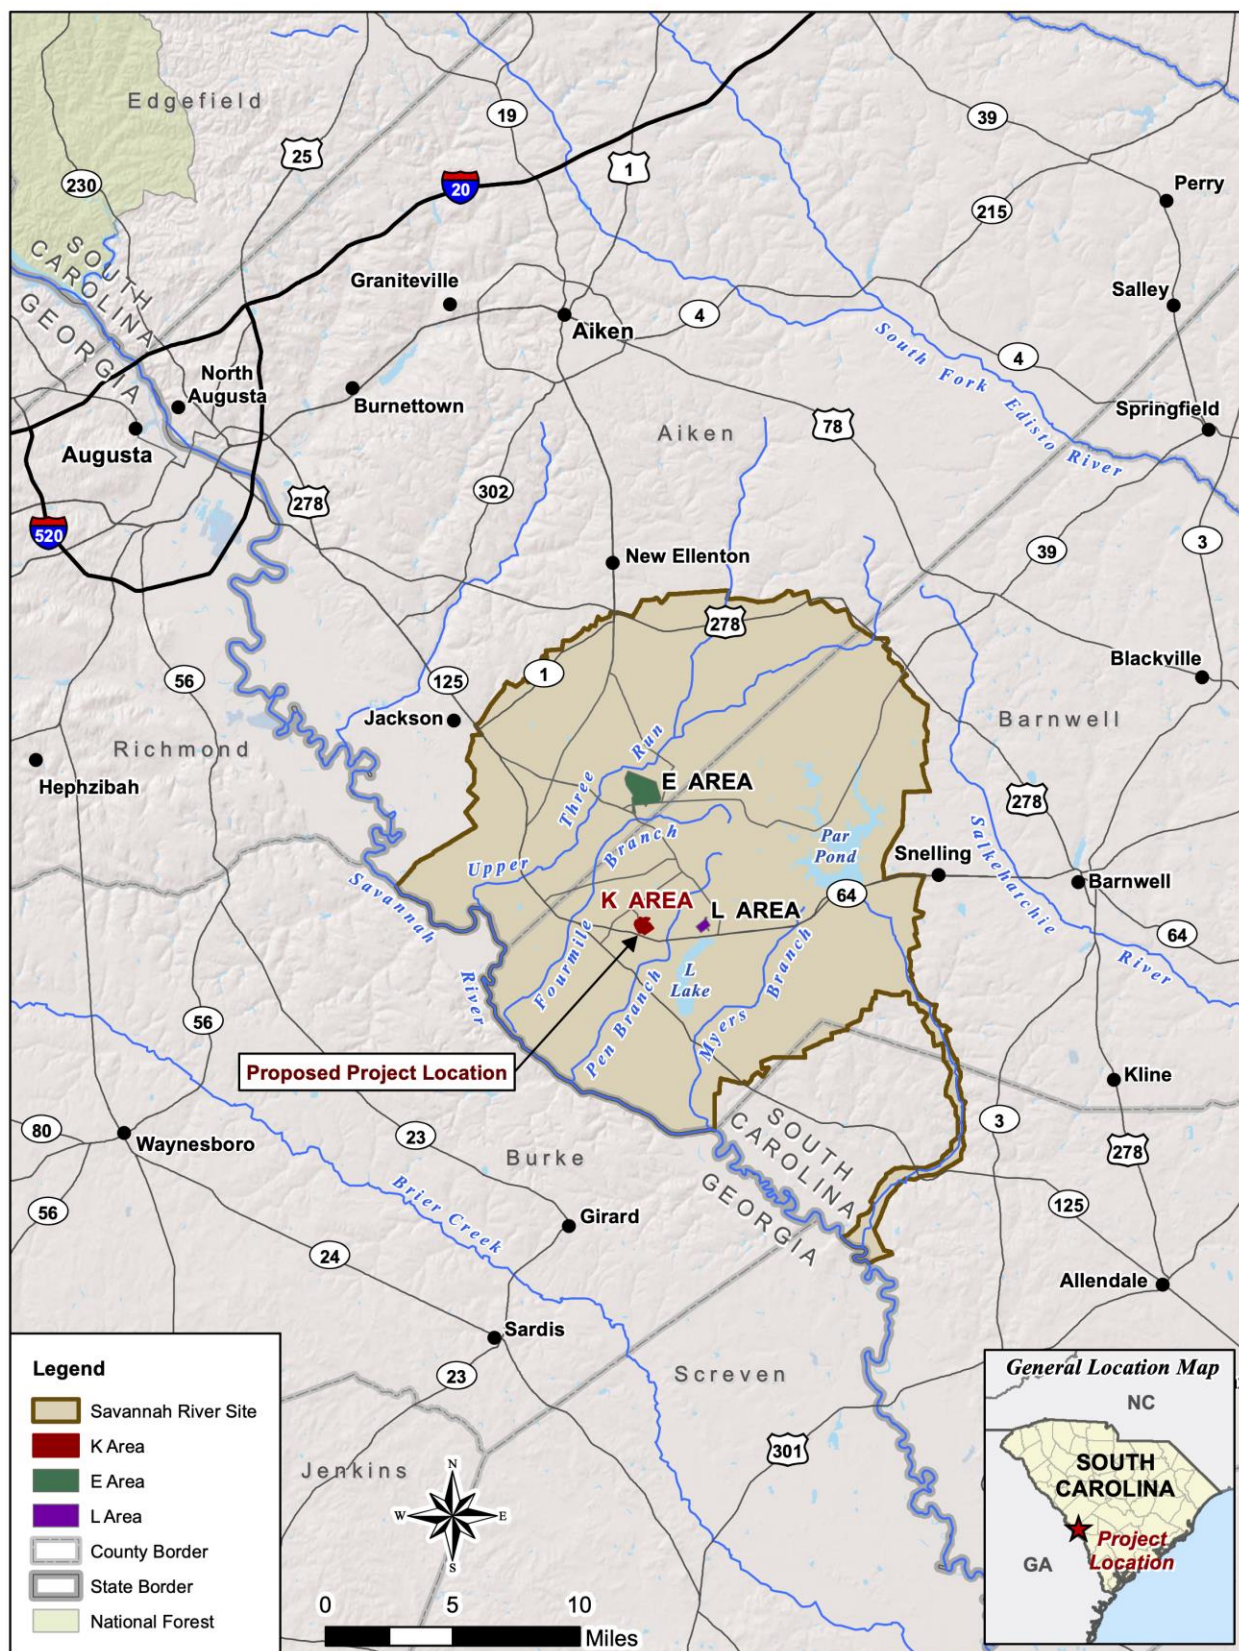 Edgefield
19
39
25
1
20
230
Perry
215
SOUTH
CAROLINA
GEORGIA
Graniteville
Salley
4
Aiken
4
South Fork Edisto River
North
Augusta
Burnettown
Springfield
Augusta
Aiken
78
302
278
520
39
3
New Ellenton
278
56
125
1
Blackville
Jackson
Barnwell
Richmond
Hephzibah
Upper Three Run
E AREA
278
Par
Pond
Snelling
Salkehatchie River
Savannah River
Fourmile Branch
K AREA
L AREA
64
Barnwell
64
L
Lake
Pen Branch
Myers Branch
56
Proposed Project Location
Kline
80
Waynesboro
23
3
278
SOUTH
CAROLINA
GEORGIA
Burke
56
Brier Creek
Girard
125
24
Allendale
Sardis
23
Screven
301
Jenkins
Legend
Savannah River Site
K Area
E Area
L Area
County Border
State Border
National Forest
N
W
E
S
0
5
10
Miles
General Location Map
NC
SOUTH
CAROLINA
Project
Location
GA